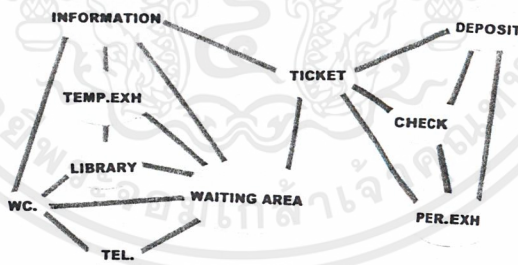 INFORMATION
DEPOSIT
TICKET
TEMP.EXH
CHECK
LIBRARY
WAITING AREA
WC.
PER.EXH
TEL.